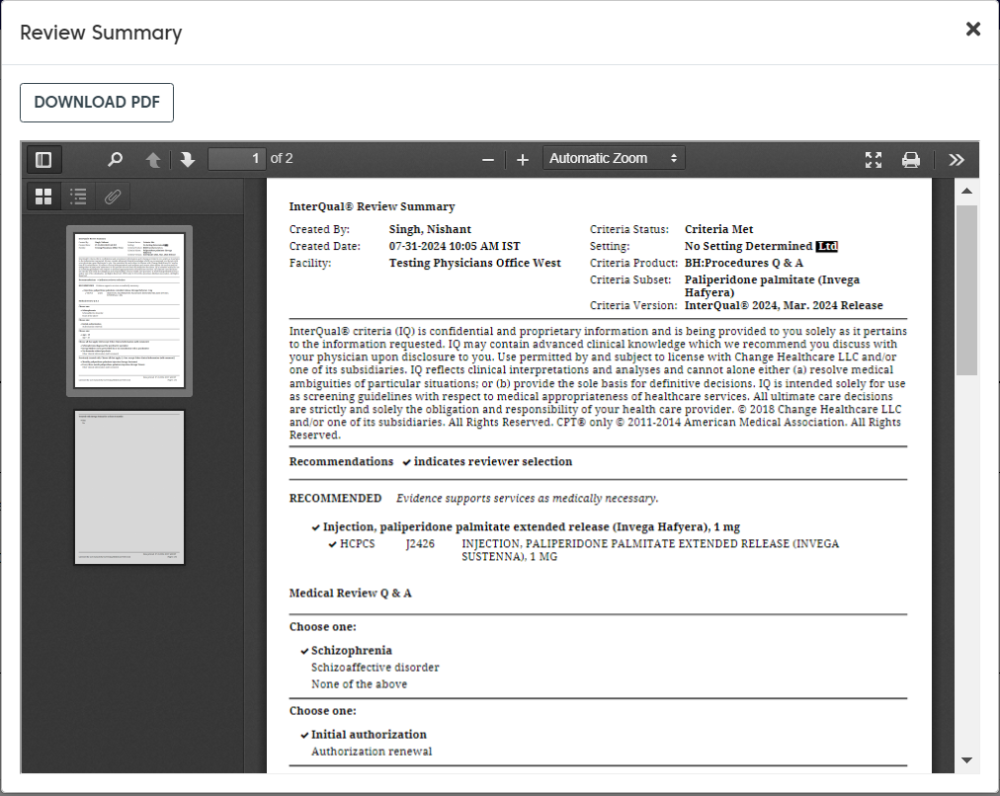 Review Summary
DOWNLOAD PDF
1 of 2
Automatic Zoom
InterQual® Review Summary
Created By: Singh, Nishant
Created Date: 07-31-2024 10:05 AM IST
Facility: Testing Physicians Office West
Criteria Status: Criteria Met
Setting: No Setting Determined Ltd
Criteria Product: BH:Procedures Q & A
Criteria Subset: Paliperidone palmitate (Invega
Hafyera)
Criteria Version: InterQual® 2024, Mar. 2024 Release
InterQual® criteria (IQ) is confidential and proprietary information and is being provided to you solely as it pertains
to the information requested. IQ may contain advanced clinical knowledge which we recommend you discuss with
your physician upon disclosure to you. Use permitted by and subject to license with Change Healthcare LLC and/or
one of its subsidiaries. IQ reflects clinical interpretations and analyses and cannot alone either (a) resolve medical
ambiguities of particular situations; or (b) provide the sole basis for definitive decisions. IQ is intended solely for use
as screening guidelines with respect to medical appropriateness of healthcare services. All ultimate care decisions
are strictly and solely the obligation and responsibility of your health care provider. © 2018 Change Healthcare LLC
and/or one of its subsidiaries. All Rights Reserved. CPT® only © 2011-2014 American Medical Association. All Rights
Reserved.
Recommendations ✔ indicates reviewer selection
RECOMMENDED Evidence supports services as medically necessary.
✔ Injection, paliperidone palmitate extended release (Invega Hafyera), 1 mg
✔ HCPCS J2426 INJECTION, PALIPERIDONE PALMITATE EXTENDED RELEASE (INVEGA
SUSTENNA), 1 MG
Medical Review Q & A
Choose one:
✔ Schizophrenia
Schizoaffective disorder
None of the above
Choose one:
✔ Initial authorization
Authorization renewal